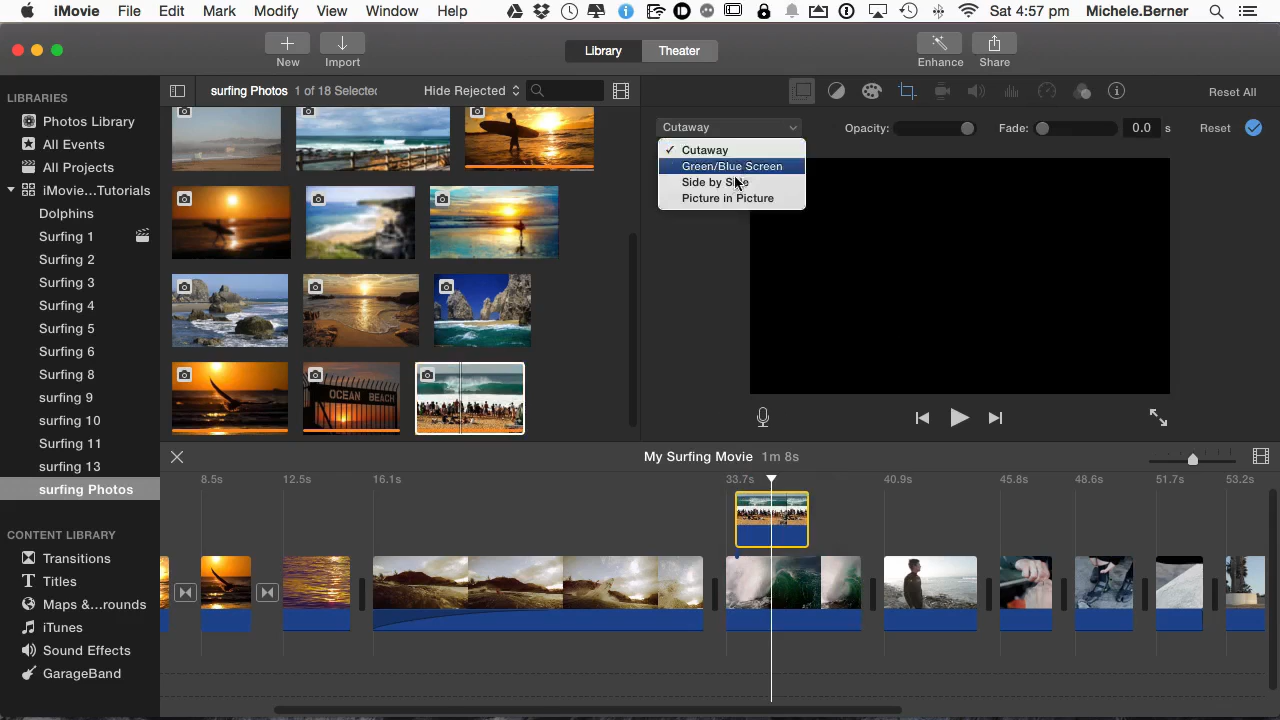 iMovie File Edit Mark Modify View Window Help Sat 4:57 pm Michele.Berner
New Import Library Theater Enhance Share
LIBRARIES
Photos Library
All Events
All Projects
iMovie…Tutorials
Dolphins
Surfing 1
Surfing 2
Surfing 3
Surfing 4
Surfing 5
Surfing 6
Surfing 8
surfing 9
surfing 10
Surfing 11
surfing 13
surfing Photos
CONTENT LIBRARY
Transitions
Titles
Maps &…rounds
iTunes
Sound Effects
GarageBand
surfing Photos 1 of 18 Selected Hide Rejected
OCEAN BEACH
Reset All
Cutaway Opacity: Fade: 0.0 s Reset
✓ Cutaway
Green/Blue Screen
Side by Side
Picture in Picture
My Surfing Movie 1m 8s
8.5s 12.5s 16.1s 33.7s 40.9s 45.8s 48.6s 51.7s 53.2s